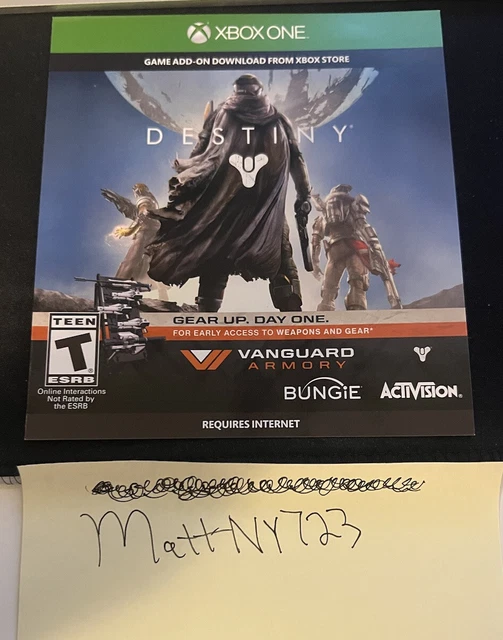 XBOX ONE
GAME ADD-ON DOWNLOAD FROM XBOX STORE
DESTINY®
GEAR UP. DAY ONE.
FOR EARLY ACCESS TO WEAPONS AND GEAR*
TEEN
T
ESRB
VANGUARD
ARMORY
Online Interactions
Not Rated by
the ESRB
BUNGiE
ACTIVISION®
REQUIRES INTERNET
MattNY723